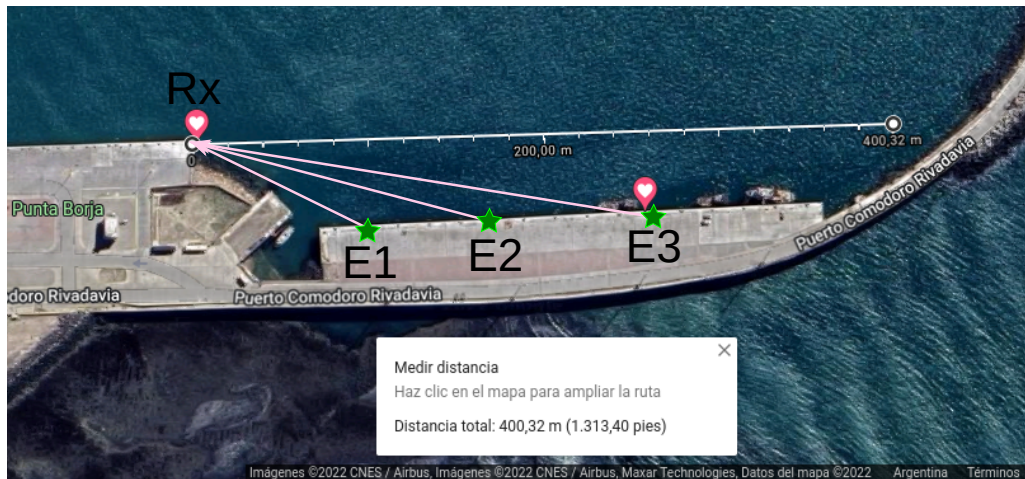 Rx
0
200,00 m
400,32 m
Punta Borja
Puerto Comodoro Rivadavia
E1
E2
E3
doro Rivadavia
Puerto Comodoro Rivadavia
Medir distancia
Haz clic en el mapa para ampliar la ruta
Distancia total: 400,32 m (1.313,40 pies)
Imágenes ©2022 CNES / Airbus, Imágenes ©2022 CNES / Airbus, Maxar Technologies, Datos del mapa ©2022 Argentina Términos